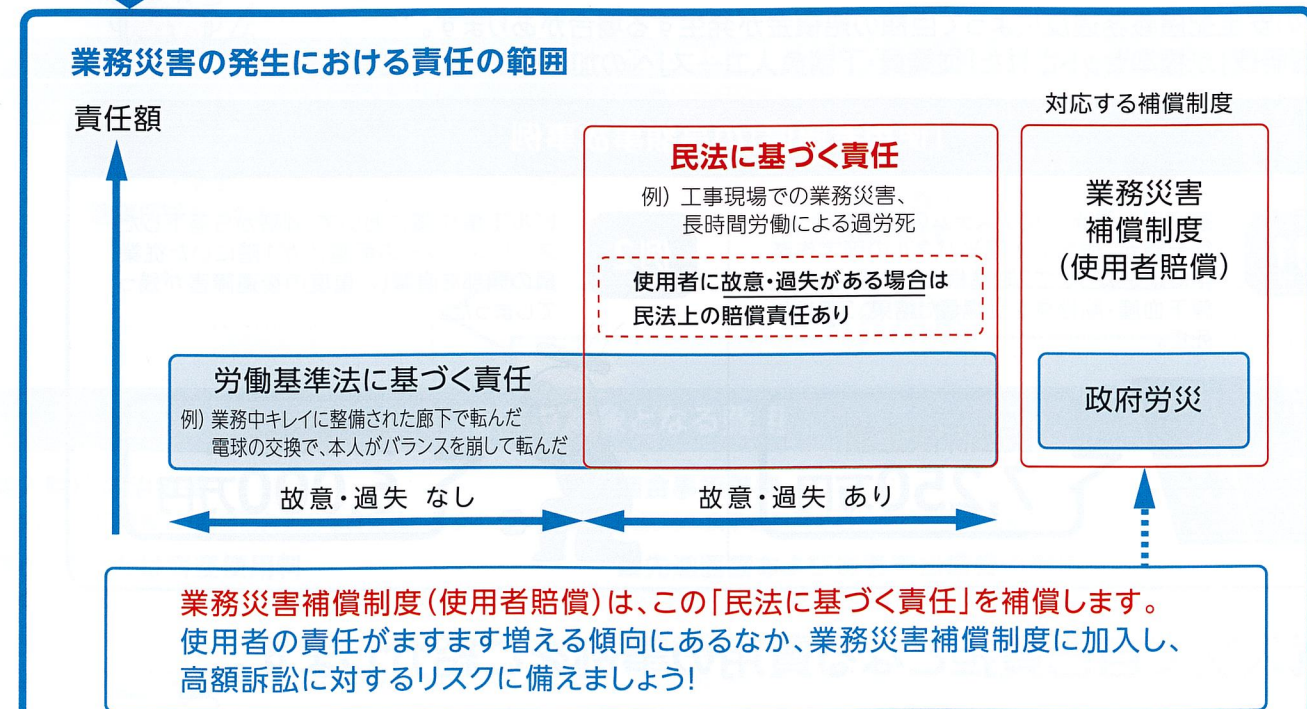 業務災害の発生における責任の範囲
責任額
対応する補償制度
民法に基づく責任
例）工事現場での業務災害、
長時間労働による過労死
使用者に故意・過失がある場合は
民法上の賠償責任あり
業務災害
補償制度
（使用者賠償）
労働基準法に基づく責任
例）業務中キレイに整備された廊下で転んだ
電球の交換で、本人がバランスを崩して転んだ
政府労災
故意・過失 なし
故意・過失 あり
業務災害補償制度（使用者賠償）は、この「民法に基づく責任」を補償します。
使用者の責任がますます増える傾向にあるなか、業務災害補償制度に加入し、
高額訴訟に対するリスクに備えましょう！